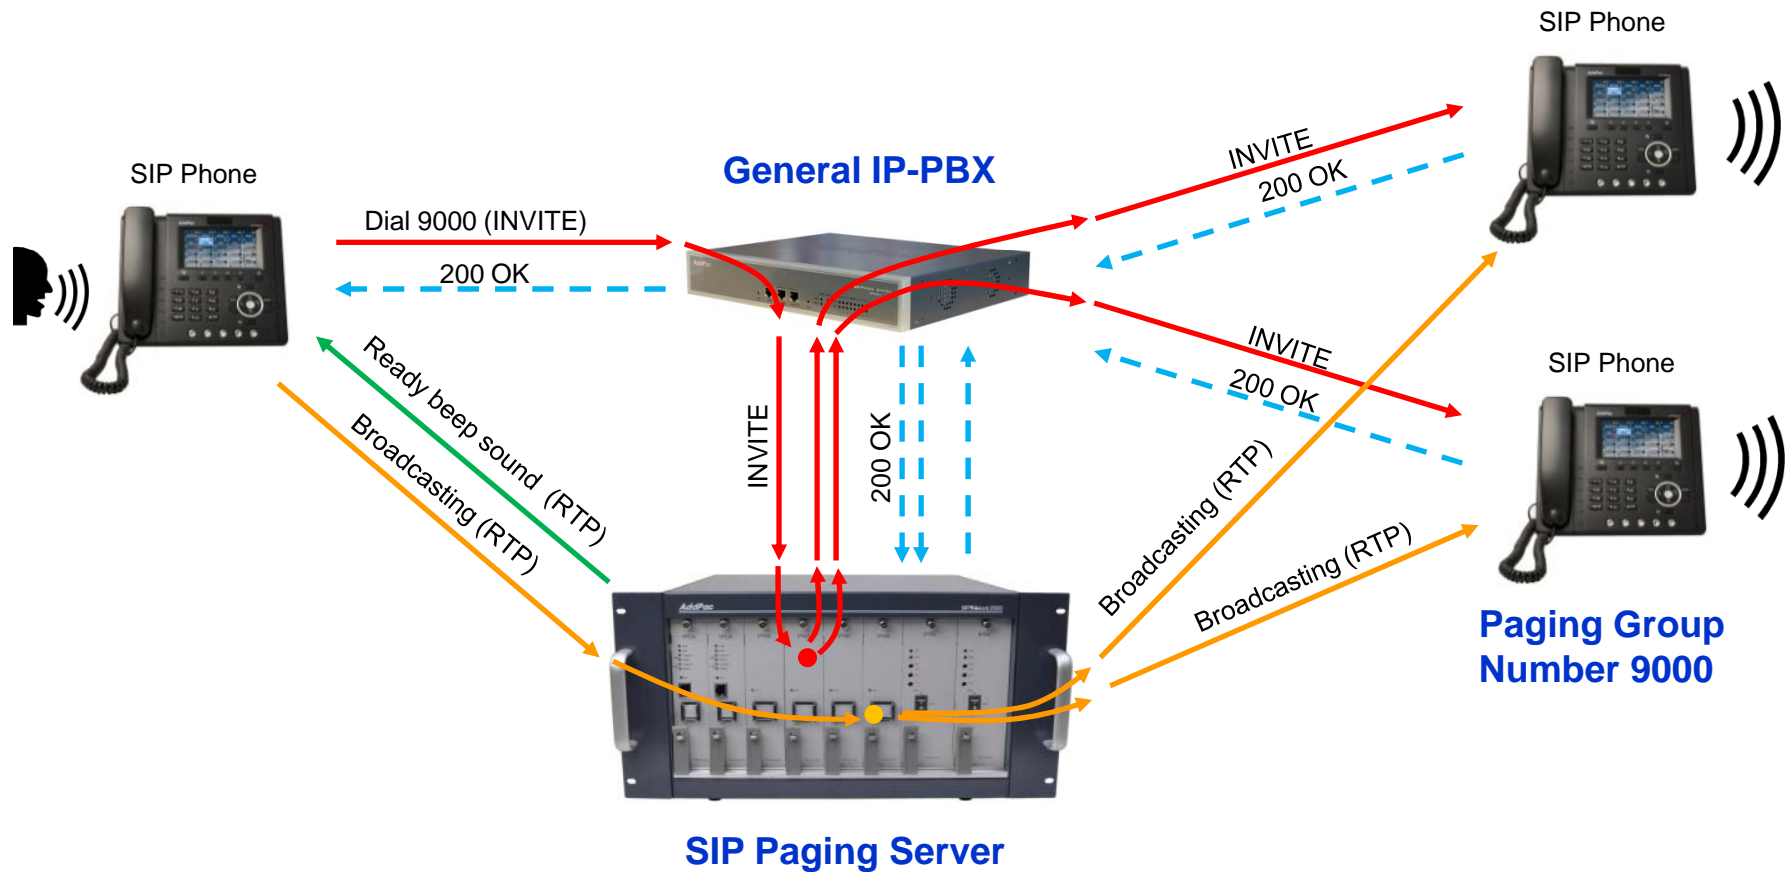 SIP Phone
General IP-PBX
SIP Phone
Dial 9000 (INVITE)
200 OK
INVITE
200 OK
INVITE
200 OK
SIP Phone
Ready beep sound (RTP)
Broadcasting (RTP)
INVITE
200 OK
Broadcasting (RTP)
Broadcasting (RTP)
AddPac
IPNext
Paging Group
Number 9000
SIP Paging Server